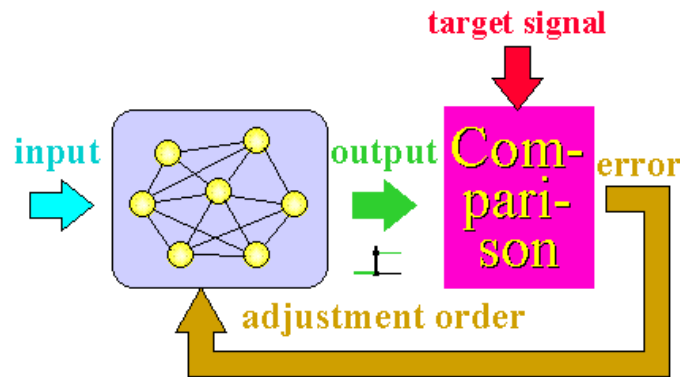 target signal
input
output
Com-
pari-
son
error
adjustment order